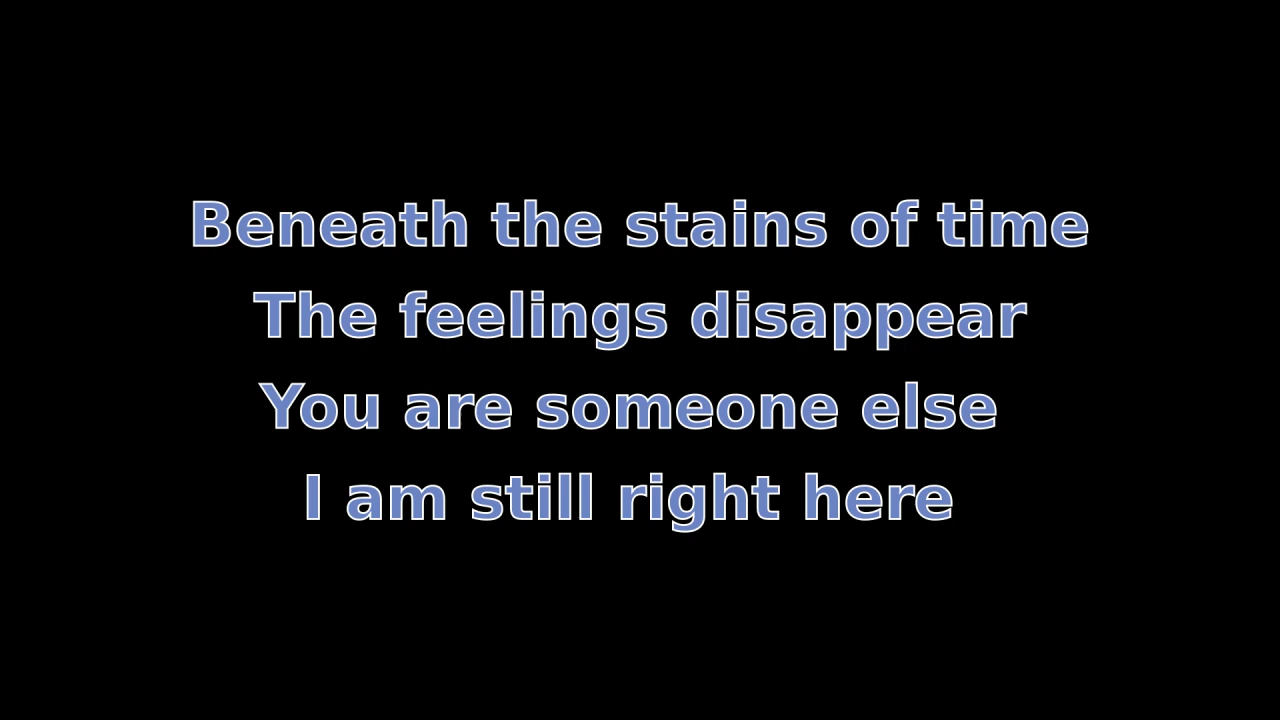 Beneath the stains of time
The feelings disappear
You are someone else
I am still right here